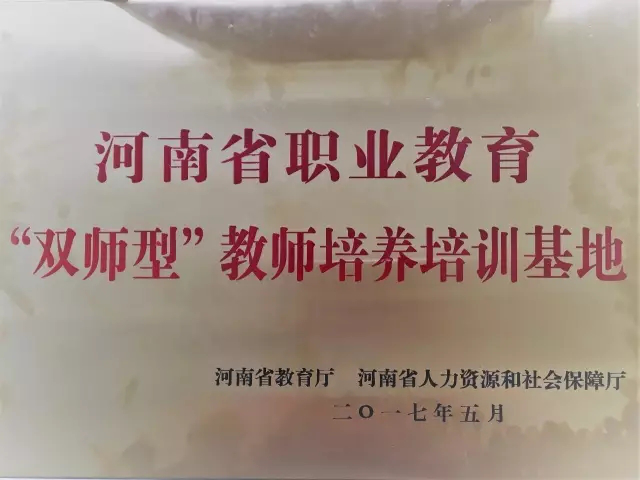 河南省职业教育
“双师型”教师培养培训基地
河南省教育厅 河南省人力资源和社会保障厅
二〇一七年五月